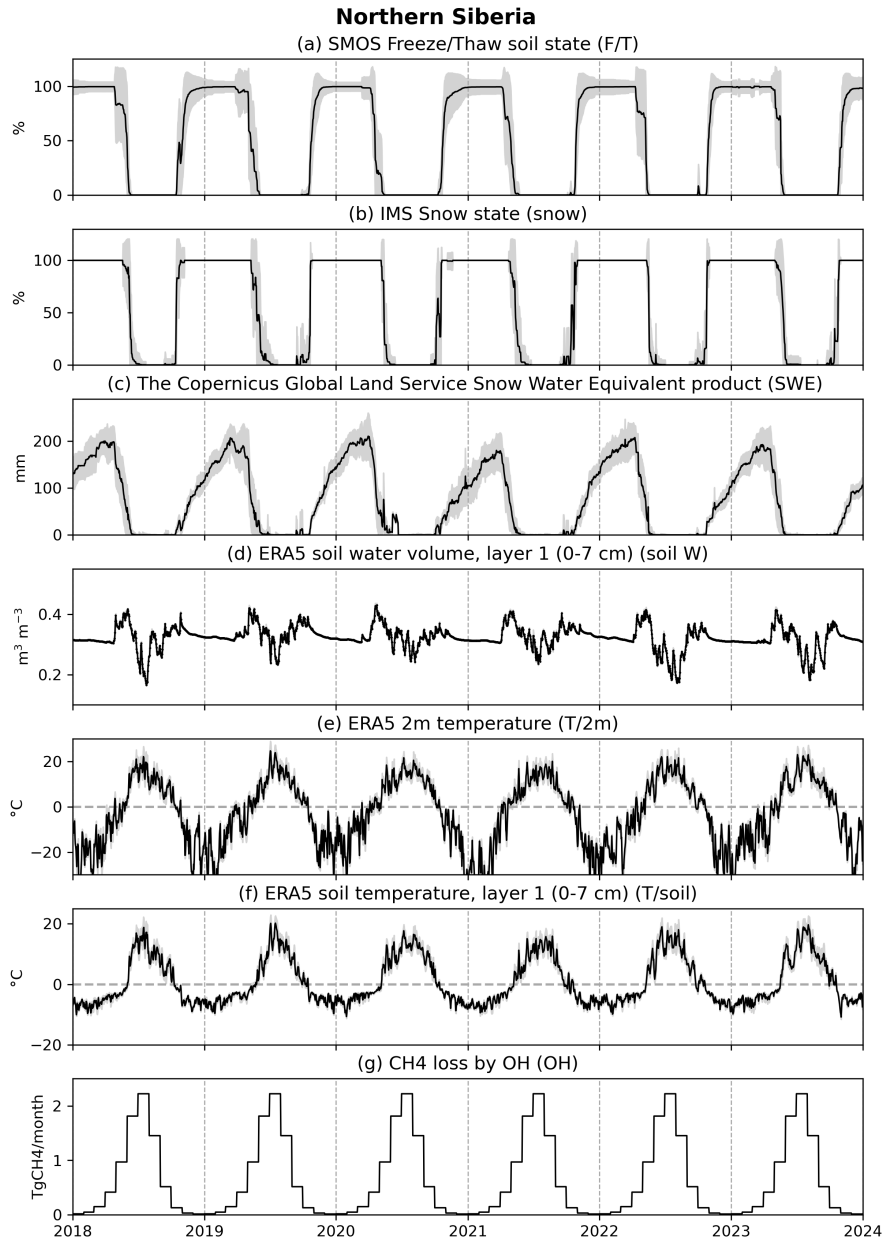 Northern Siberia
(a) SMOS Freeze/Thaw soil state (F/T)
100
50
0
%
(b) IMS Snow state (snow)
100
50
0
%
(c) The Copernicus Global Land Service Snow Water Equivalent product (SWE)
200
100
0
mm
(d) ERA5 soil water volume, layer 1 (0-7 cm) (soil W)
0.4
0.2
m³ m⁻³
(e) ERA5 2m temperature (T/2m)
20
0
−20
°C
(f) ERA5 soil temperature, layer 1 (0-7 cm) (T/soil)
20
0
−20
°C
(g) CH4 loss by OH (OH)
2
1
0
TgCH4/month
2018 2019 2020 2021 2022 2023 2024